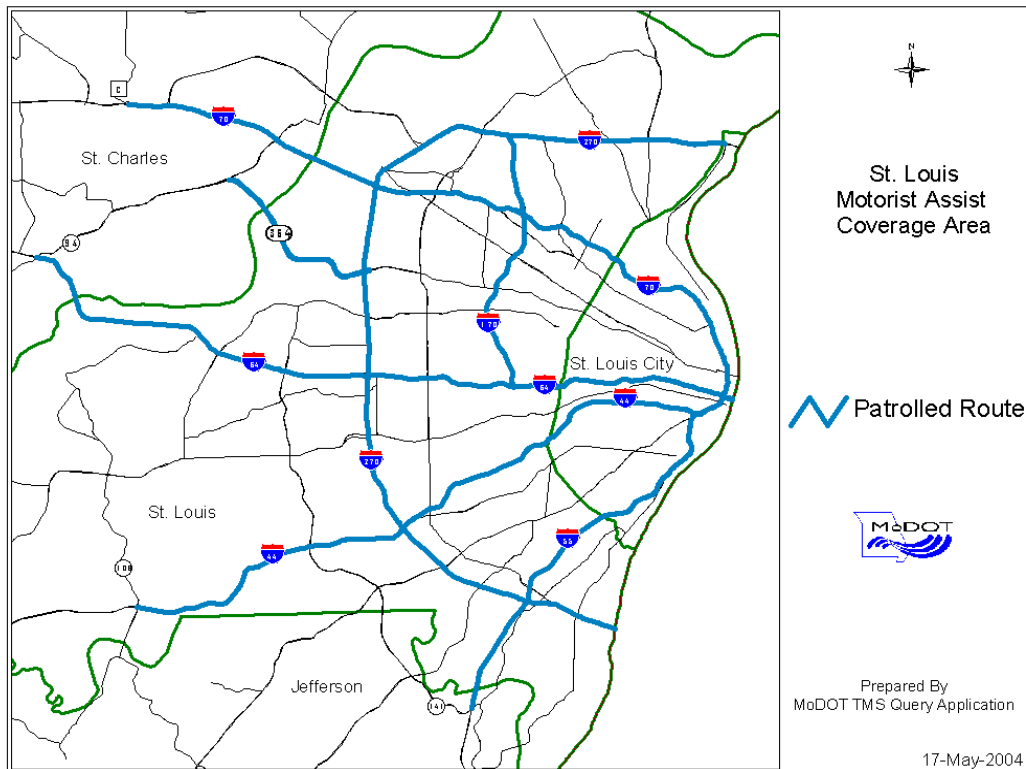 C
70
270
N
St. Charles
St. Louis
Motorist Assist
Coverage Area
94
364
70
170
64
St. Louis City
64
44
Patrolled Route
270
St. Louis
MoDOT
44
55
108
Jefferson
141
Prepared By
MoDOT TMS Query Application
17-May-2004